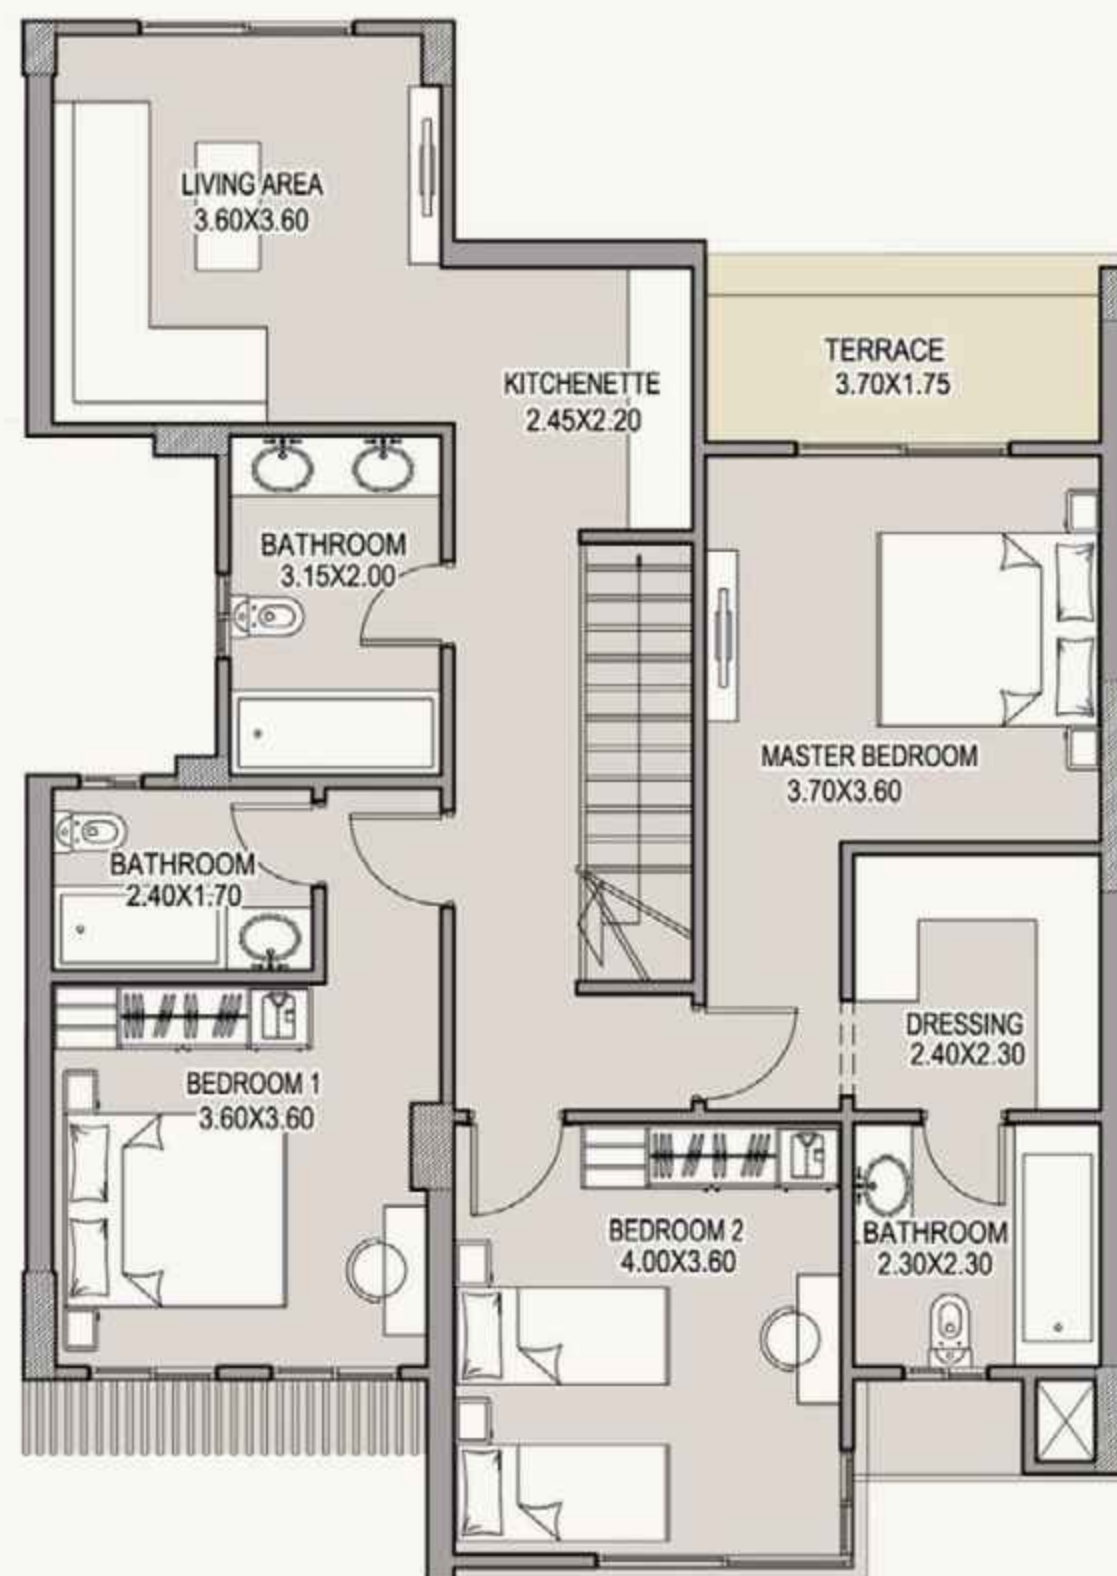 LIVING AREA
3.60X3.60
TERRACE
3.70X1.75
KITCHENETTE
2.45X2.20
BATHROOM
3.15X2.00
MASTER BEDROOM
3.70X3.60
BATHROOM
2.40X1.70
DRESSING
2.40X2.30
BEDROOM 1
3.60X3.60
BEDROOM 2
4.00X3.60
BATHROOM
2.30X2.30